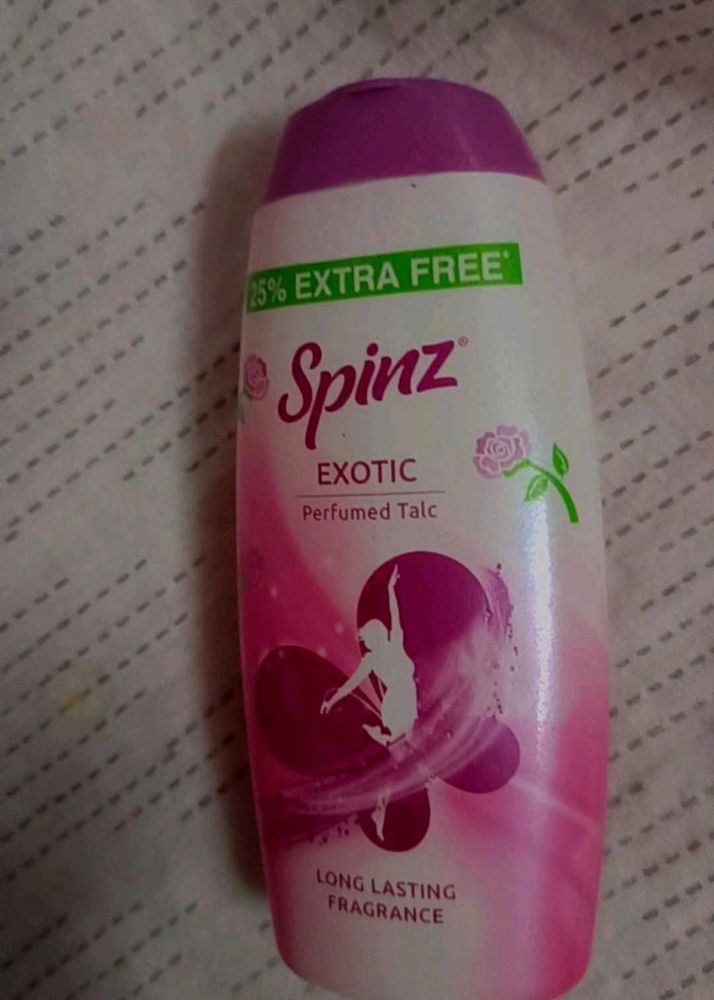 25% EXTRA FREE*
Spinz®
EXOTIC
Perfumed Talc
LONG LASTING
FRAGRANCE